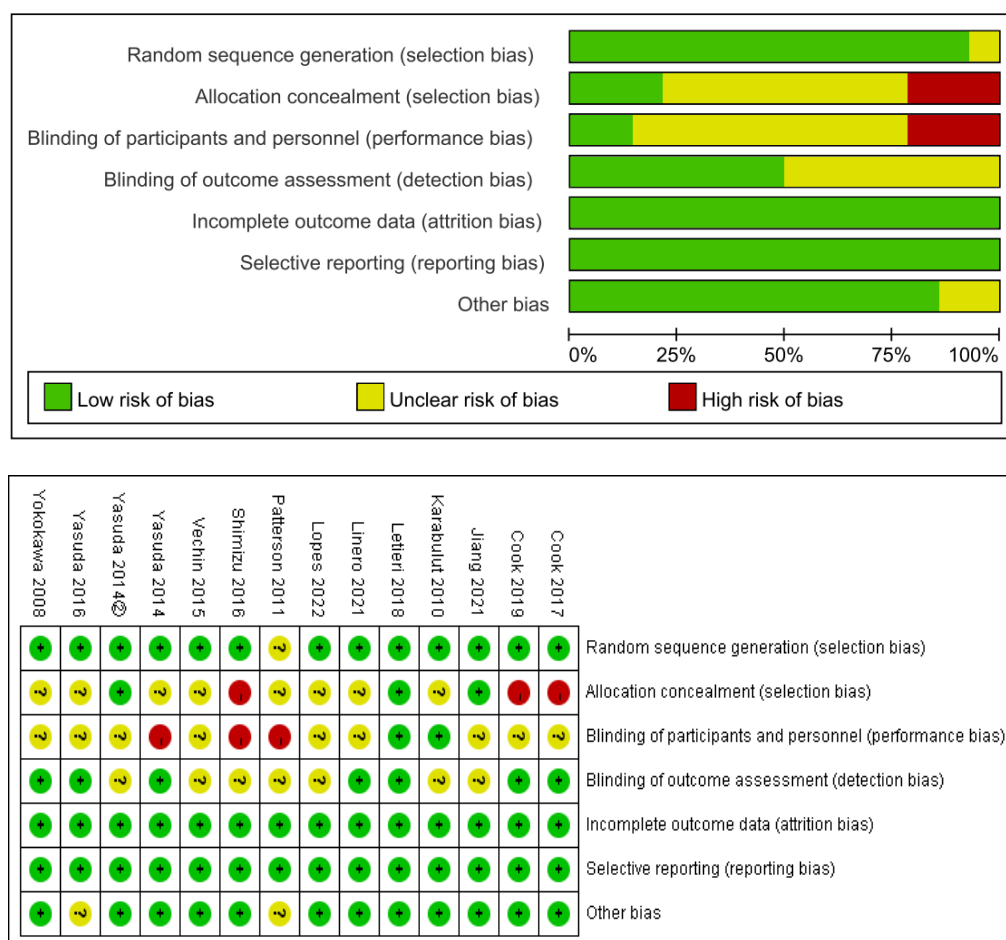 Random sequence generation (selection bias)
Allocation concealment (selection bias)
Blinding of participants and personnel (performance bias)
Blinding of outcome assessment (detection bias)
Incomplete outcome data (attrition bias)
Selective reporting (reporting bias)
Other bias
0% 25% 50% 75% 100%
Low risk of bias Unclear risk of bias High risk of bias
Yokokawa 2008
Yasuda 2016
Yasuda 2014②
Yasuda 2014
Vechin 2015
Shimizu 2016
Patterson 2011
Lopes 2022
Linero 2021
Letieri 2018
Karabulut 2010
Jiang 2021
Cook 2019
Cook 2017
+ + + + + + ? + + + + + + + Random sequence generation (selection bias)
? ? + ? ? - ? ? ? + ? + - - Allocation concealment (selection bias)
? ? ? - ? - - ? ? + + ? ? ? Blinding of participants and personnel (performance bias)
+ + ? + ? ? ? ? + + ? ? + + Blinding of outcome assessment (detection bias)
+ + + + + + + + + + + + + + Incomplete outcome data (attrition bias)
+ + + + + + + + + + + + + + Selective reporting (reporting bias)
+ ? + + + + ? + + + + + + + Other bias